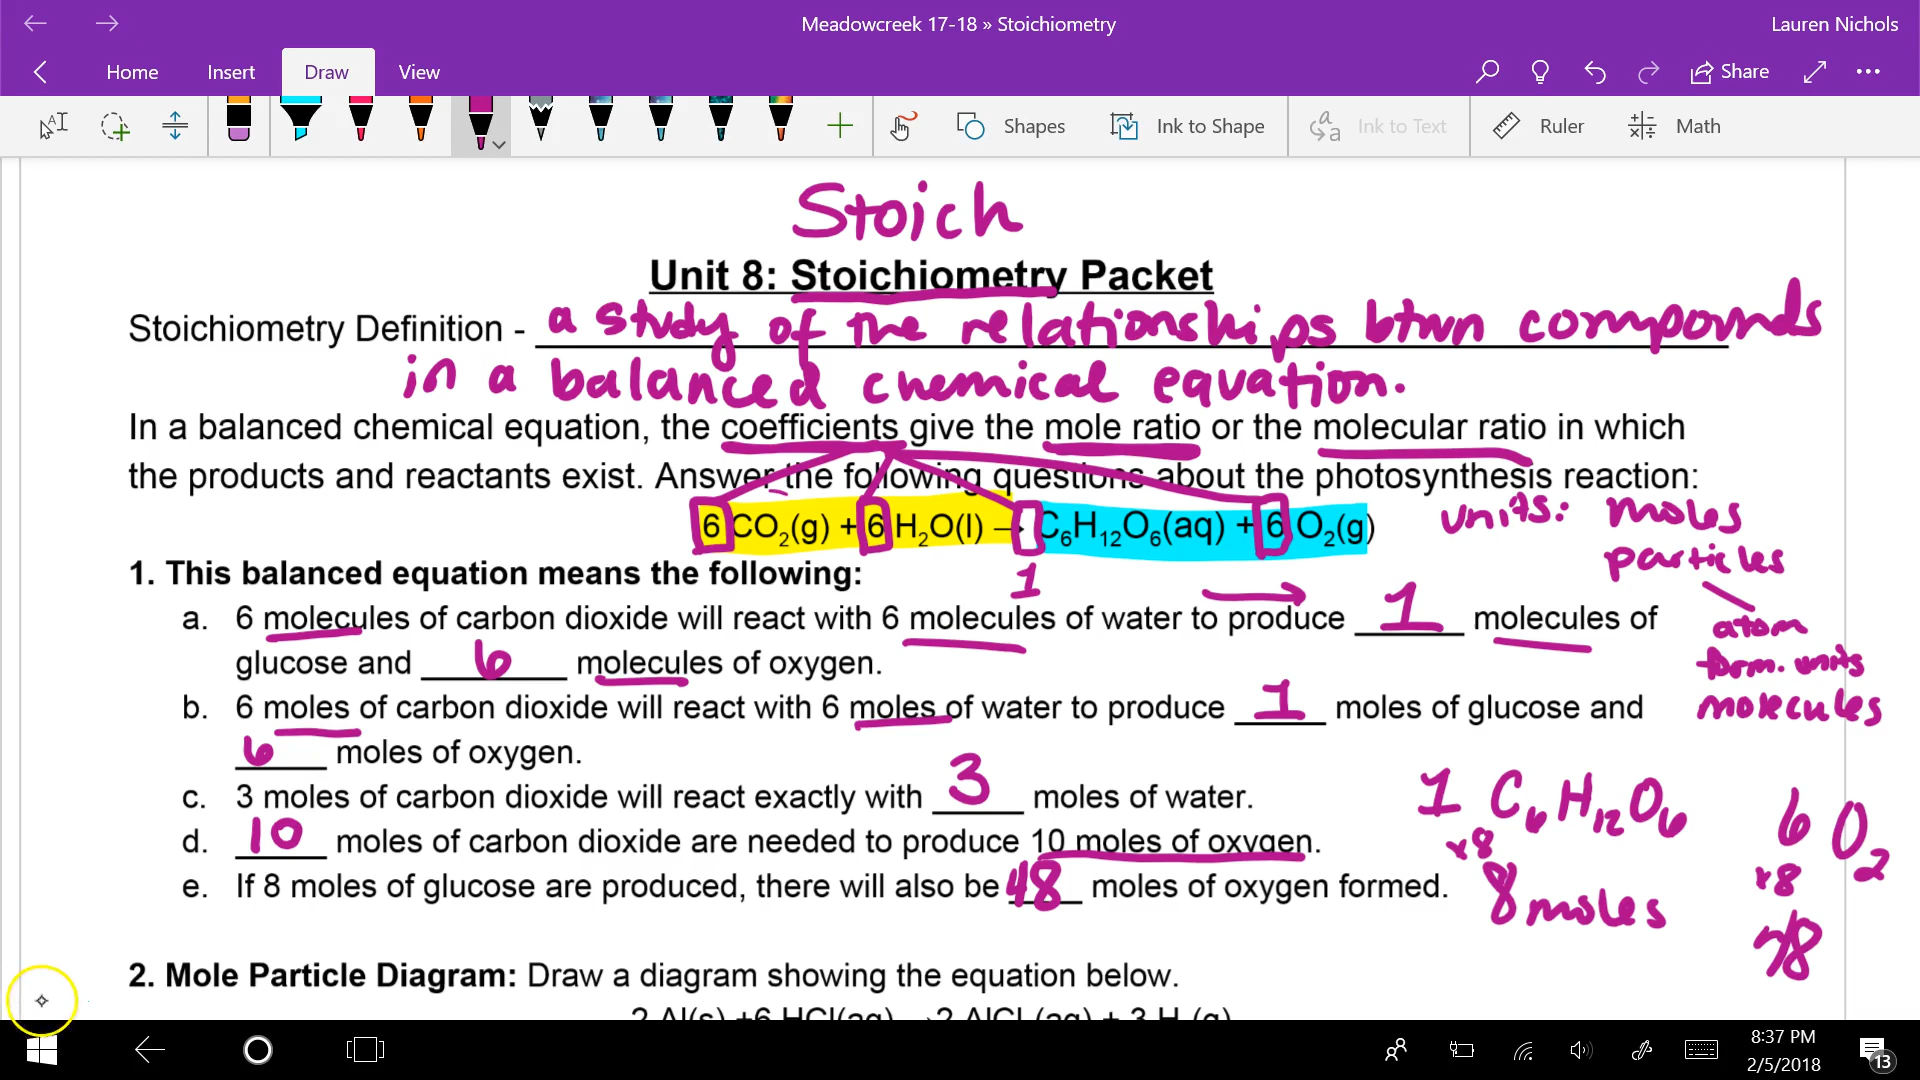 Meadowcreek 17-18 » Stoichiometry
Lauren Nichols
Home Insert Draw View
Share
Shapes Ink to Shape Ink to Text Ruler Math
Stoich
Unit 8: Stoichiometry Packet
Stoichiometry Definition - a study of the relationships btwn compounds
in a balanced chemical equation.
In a balanced chemical equation, the coefficients give the mole ratio or the molecular ratio in which
the products and reactants exist. Answer the following questions about the photosynthesis reaction:
6 CO₂(g) + 6 H₂O(l) → C₆H₁₂O₆(aq) + 6 O₂(g)
1
units: moles
particles
atom
form. units
molecules
1. This balanced equation means the following:
a. 6 molecules of carbon dioxide will react with 6 molecules of water to produce 1 molecules of
glucose and 6 molecules of oxygen.
b. 6 moles of carbon dioxide will react with 6 moles of water to produce 1 moles of glucose and
6 moles of oxygen.
c. 3 moles of carbon dioxide will react exactly with 3 moles of water.
d. 10 moles of carbon dioxide are needed to produce 10 moles of oxygen.
e. If 8 moles of glucose are produced, there will also be 48 moles of oxygen formed.
1 C₆H₁₂O₆ 6 O₂
x8 x8
8 moles 48
2. Mole Particle Diagram: Draw a diagram showing the equation below.
2 Al(s) +6 HCl(aq) →2 AlCl (aq) + 3 H (g)
8:37 PM
2/5/2018
13